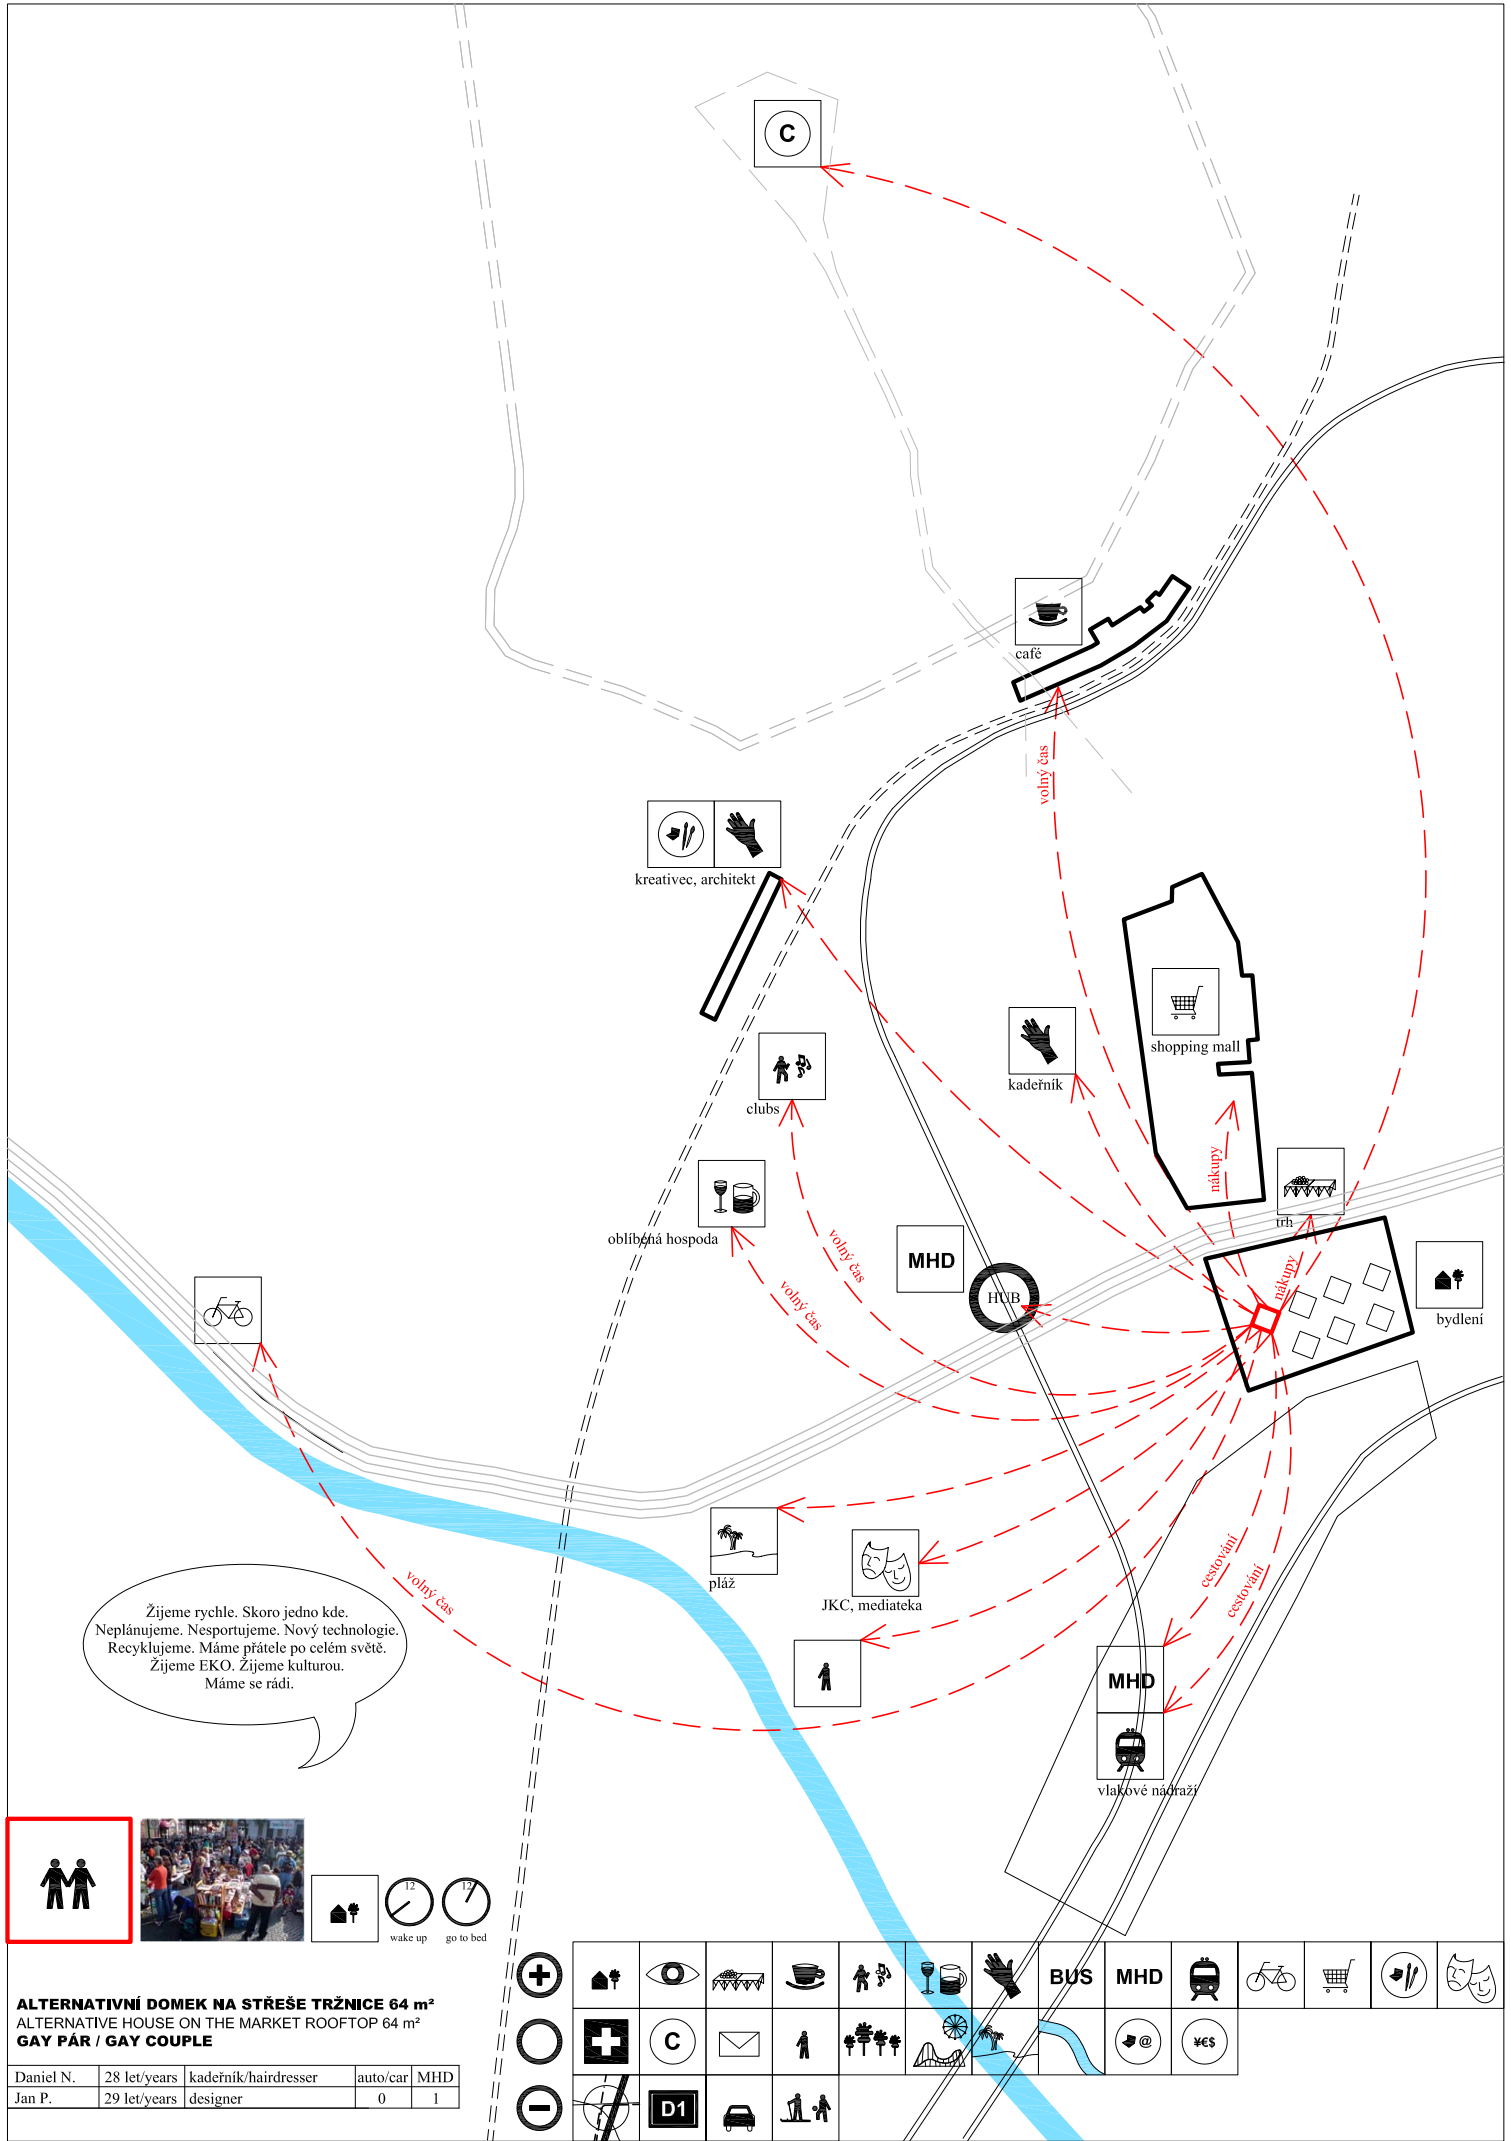 C
café
volný čas
kreativec, architekt
shopping mall
kadeřník
clubs
nákupy
trh
oblíbená hospoda
volný čas
MHD
HUB
nákupy
bydlení
volný čas
pláž
JKC, mediateka
cestování
cestování
volný čas
MHD
vlakové nádraží
Žijeme rychle. Skoro jedno kde.
Neplánujeme. Nesportujeme. Nový technologie.
Recyklujeme. Máme přátele po celém světě.
Žijeme EKO. Žijeme kulturou.
Máme se rádi.
12
12
wake up
go to bed
BUS
MHD
C
@
¥€$
D1
ALTERNATIVNÍ DOMEK NA STŘEŠE TRŽNICE 64 m²
ALTERNATIVE HOUSE ON THE MARKET ROOFTOP 64 m²
GAY PÁR / GAY COUPLE
Daniel N. 28 let/years kadeřník/hairdresser auto/car MHD
Jan P. 29 let/years designer 0 1